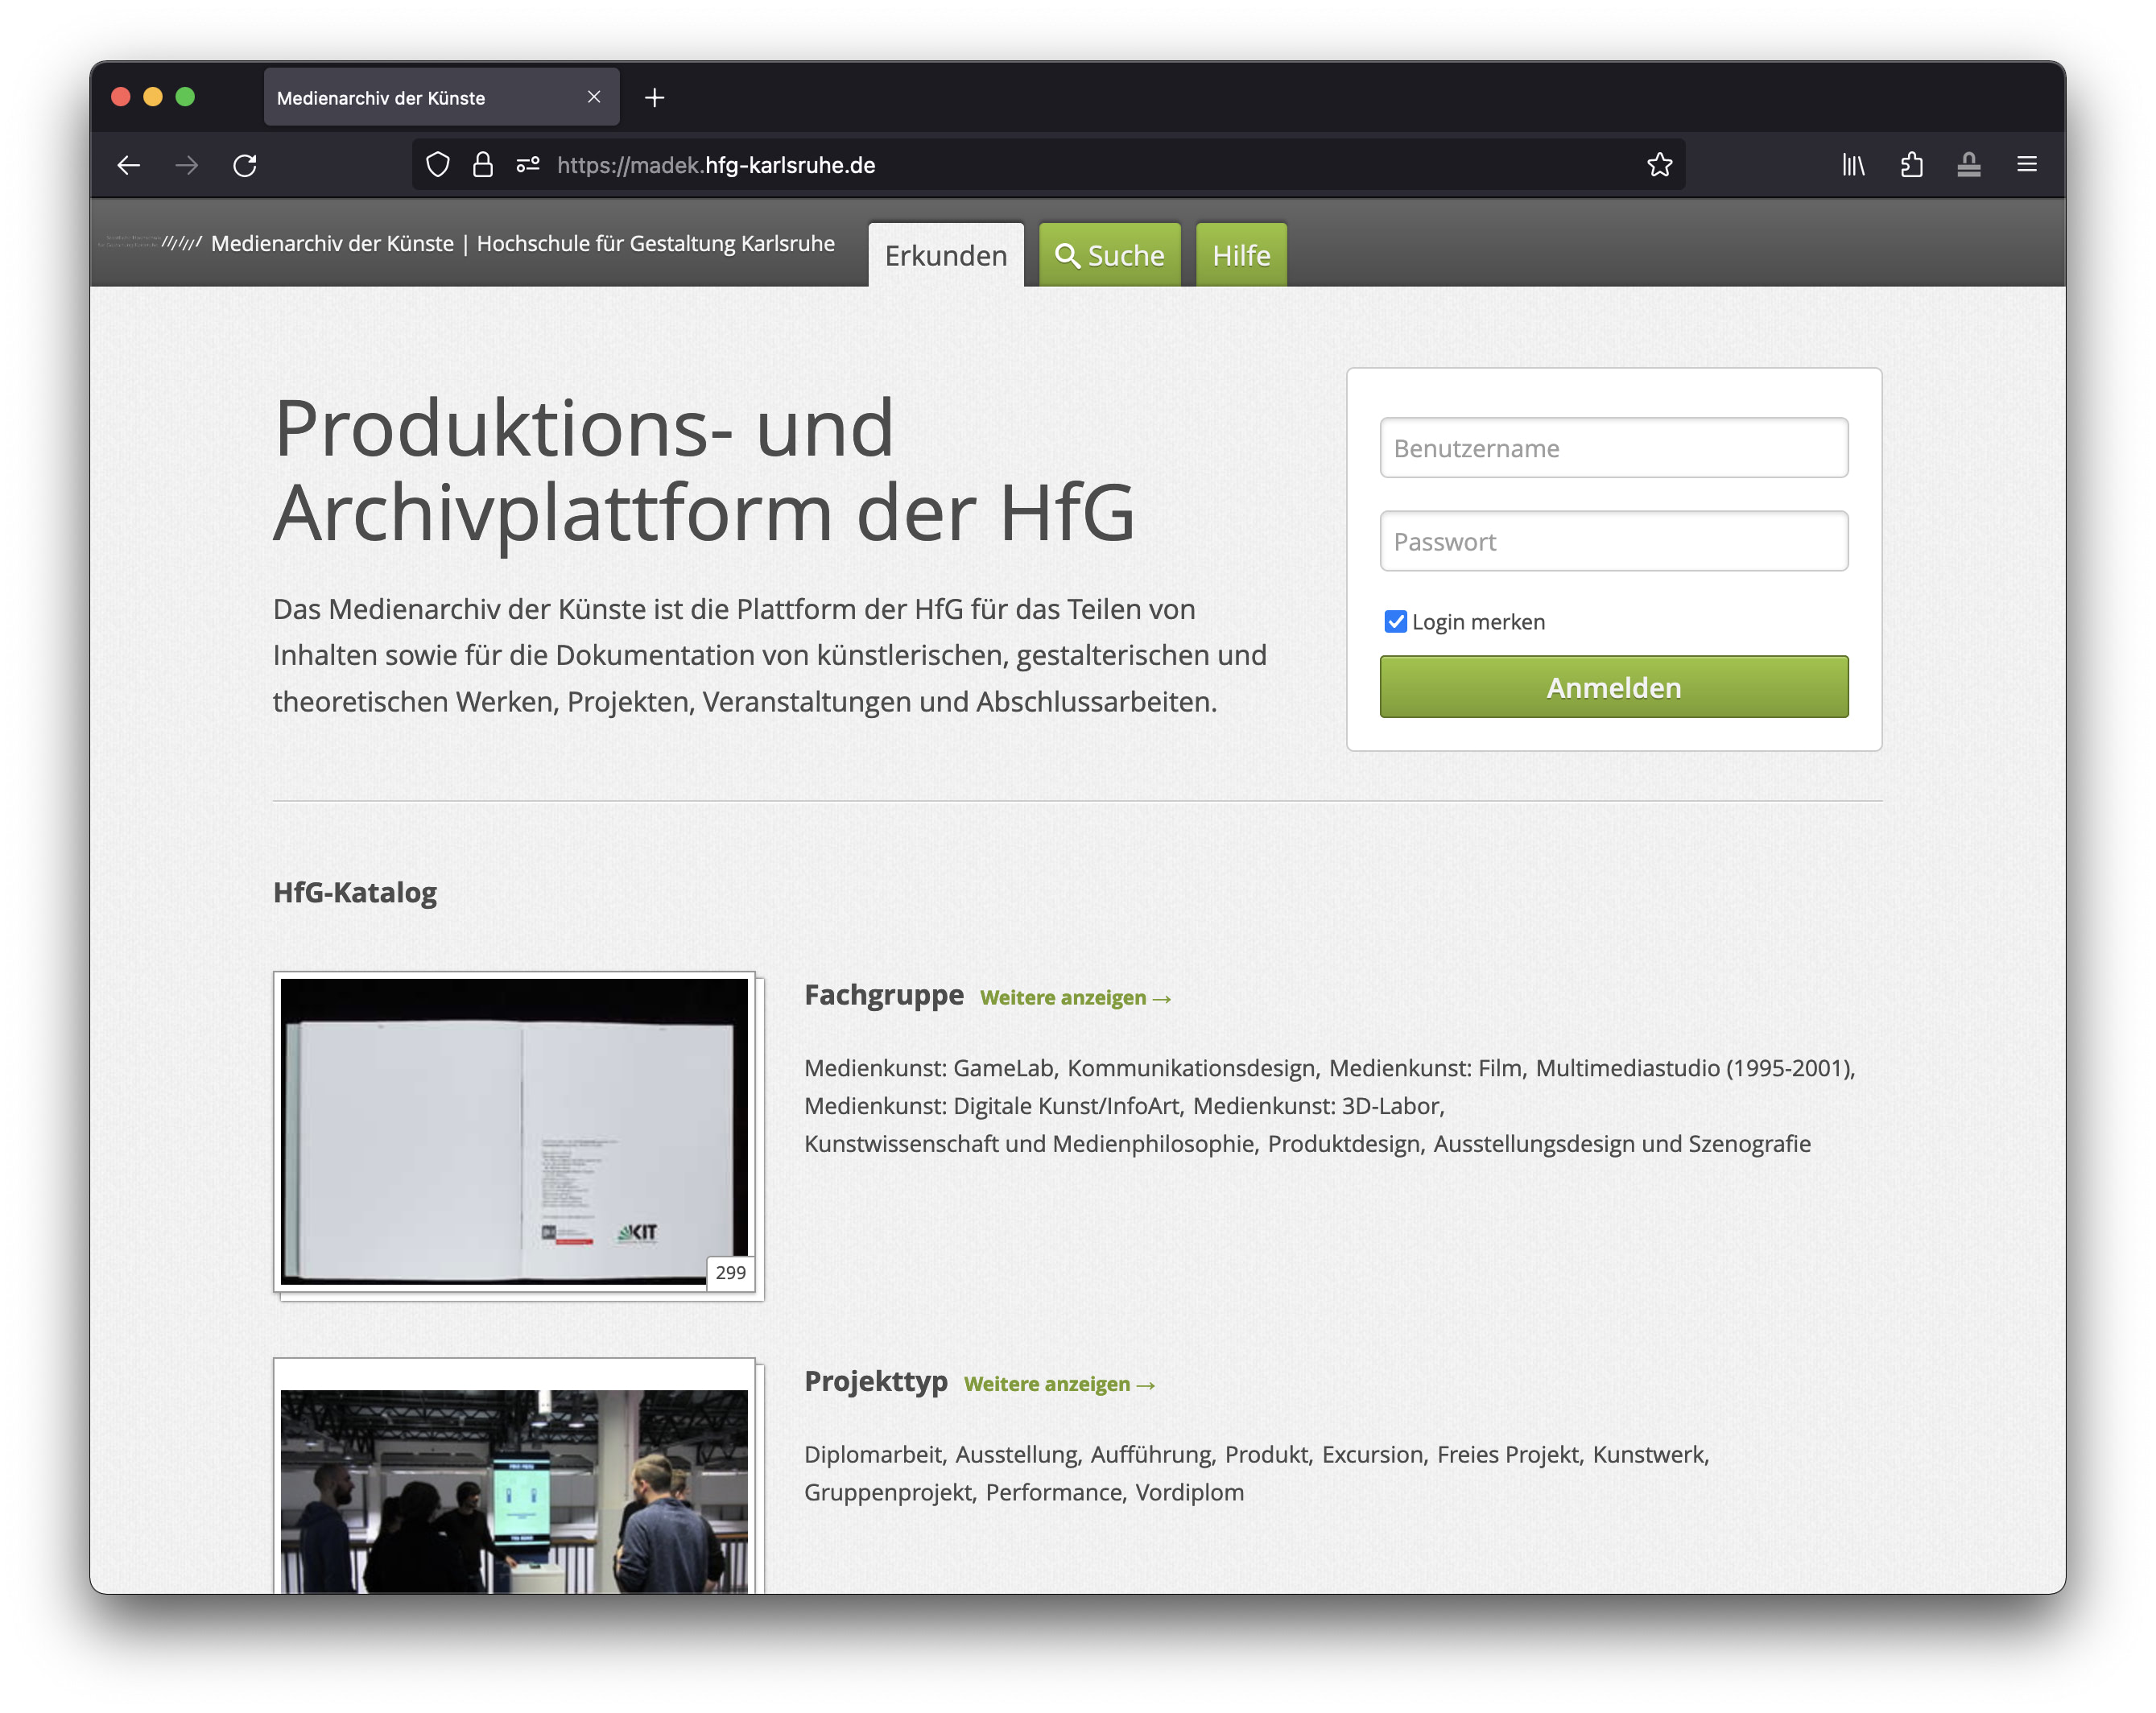 Medienarchiv der Künste
https://madek.hfg-karlsruhe.de
Medienarchiv der Künste | Hochschule für Gestaltung Karlsruhe
Erkunden
Suche
Hilfe
Produktions- und
Archivplattform der HfG
Das Medienarchiv der Künste ist die Plattform der HfG für das Teilen von
Inhalten sowie für die Dokumentation von künstlerischen, gestalterischen und
theoretischen Werken, Projekten, Veranstaltungen und Abschlussarbeiten.
Benutzername
Passwort
Login merken
Anmelden
HfG-Katalog
KIT
299
Fachgruppe Weitere anzeigen→
Medienkunst: GameLab, Kommunikationsdesign, Medienkunst: Film, Multimediastudio (1995-2001),
Medienkunst: Digitale Kunst/InfoArt, Medienkunst: 3D-Labor,
Kunstwissenschaft und Medienphilosophie, Produktdesign, Ausstellungsdesign und Szenografie
Projekttyp Weitere anzeigen→
Diplomarbeit, Ausstellung, Aufführung, Produkt, Excursion, Freies Projekt, Kunstwerk,
Gruppenprojekt, Performance, Vordiplom